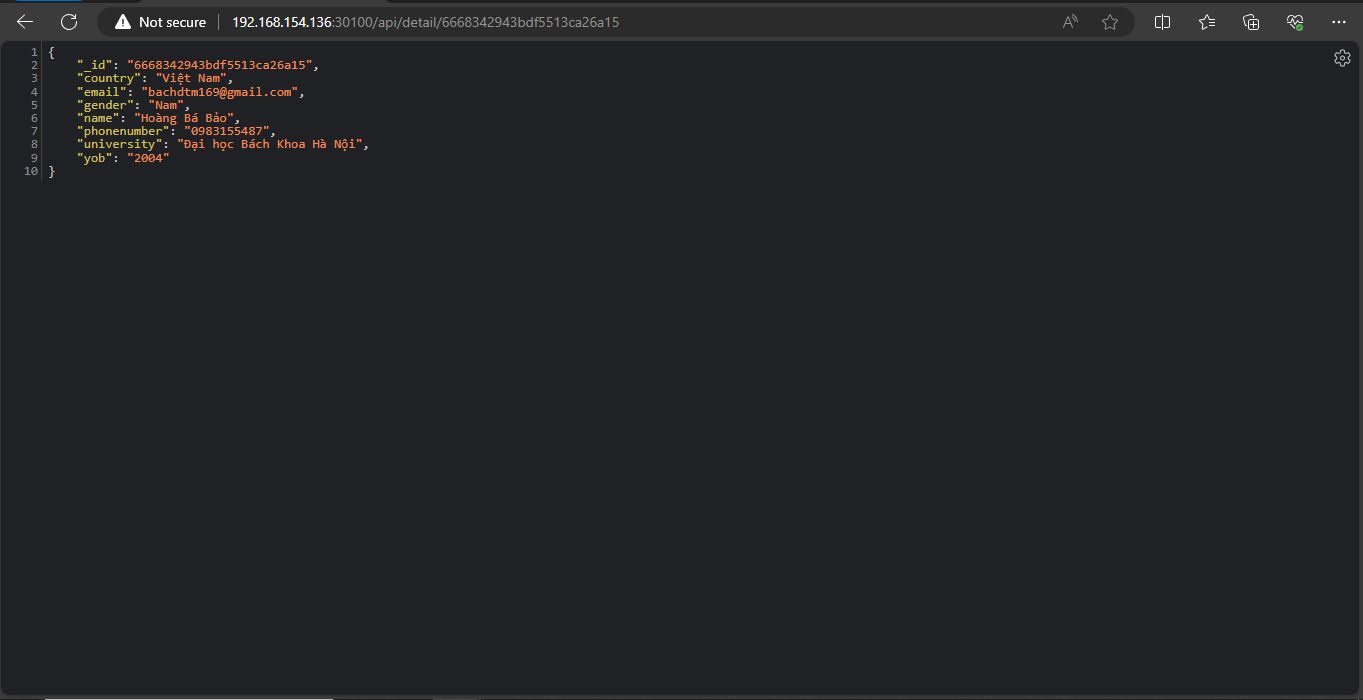 Not secure 192.168.154.136:30100/api/detail/6668342943bdf5513ca26a15
1 {
2 "_id": "6668342943bdf5513ca26a15",
3 "country": "Việt Nam",
4 "email": "bachdtm169@gmail.com",
5 "gender": "Nam",
6 "name": "Hoàng Bá Bảo",
7 "phonenumber": "0983155487",
8 "university": "Đại học Bách Khoa Hà Nội",
9 "yob": "2004"
10 }